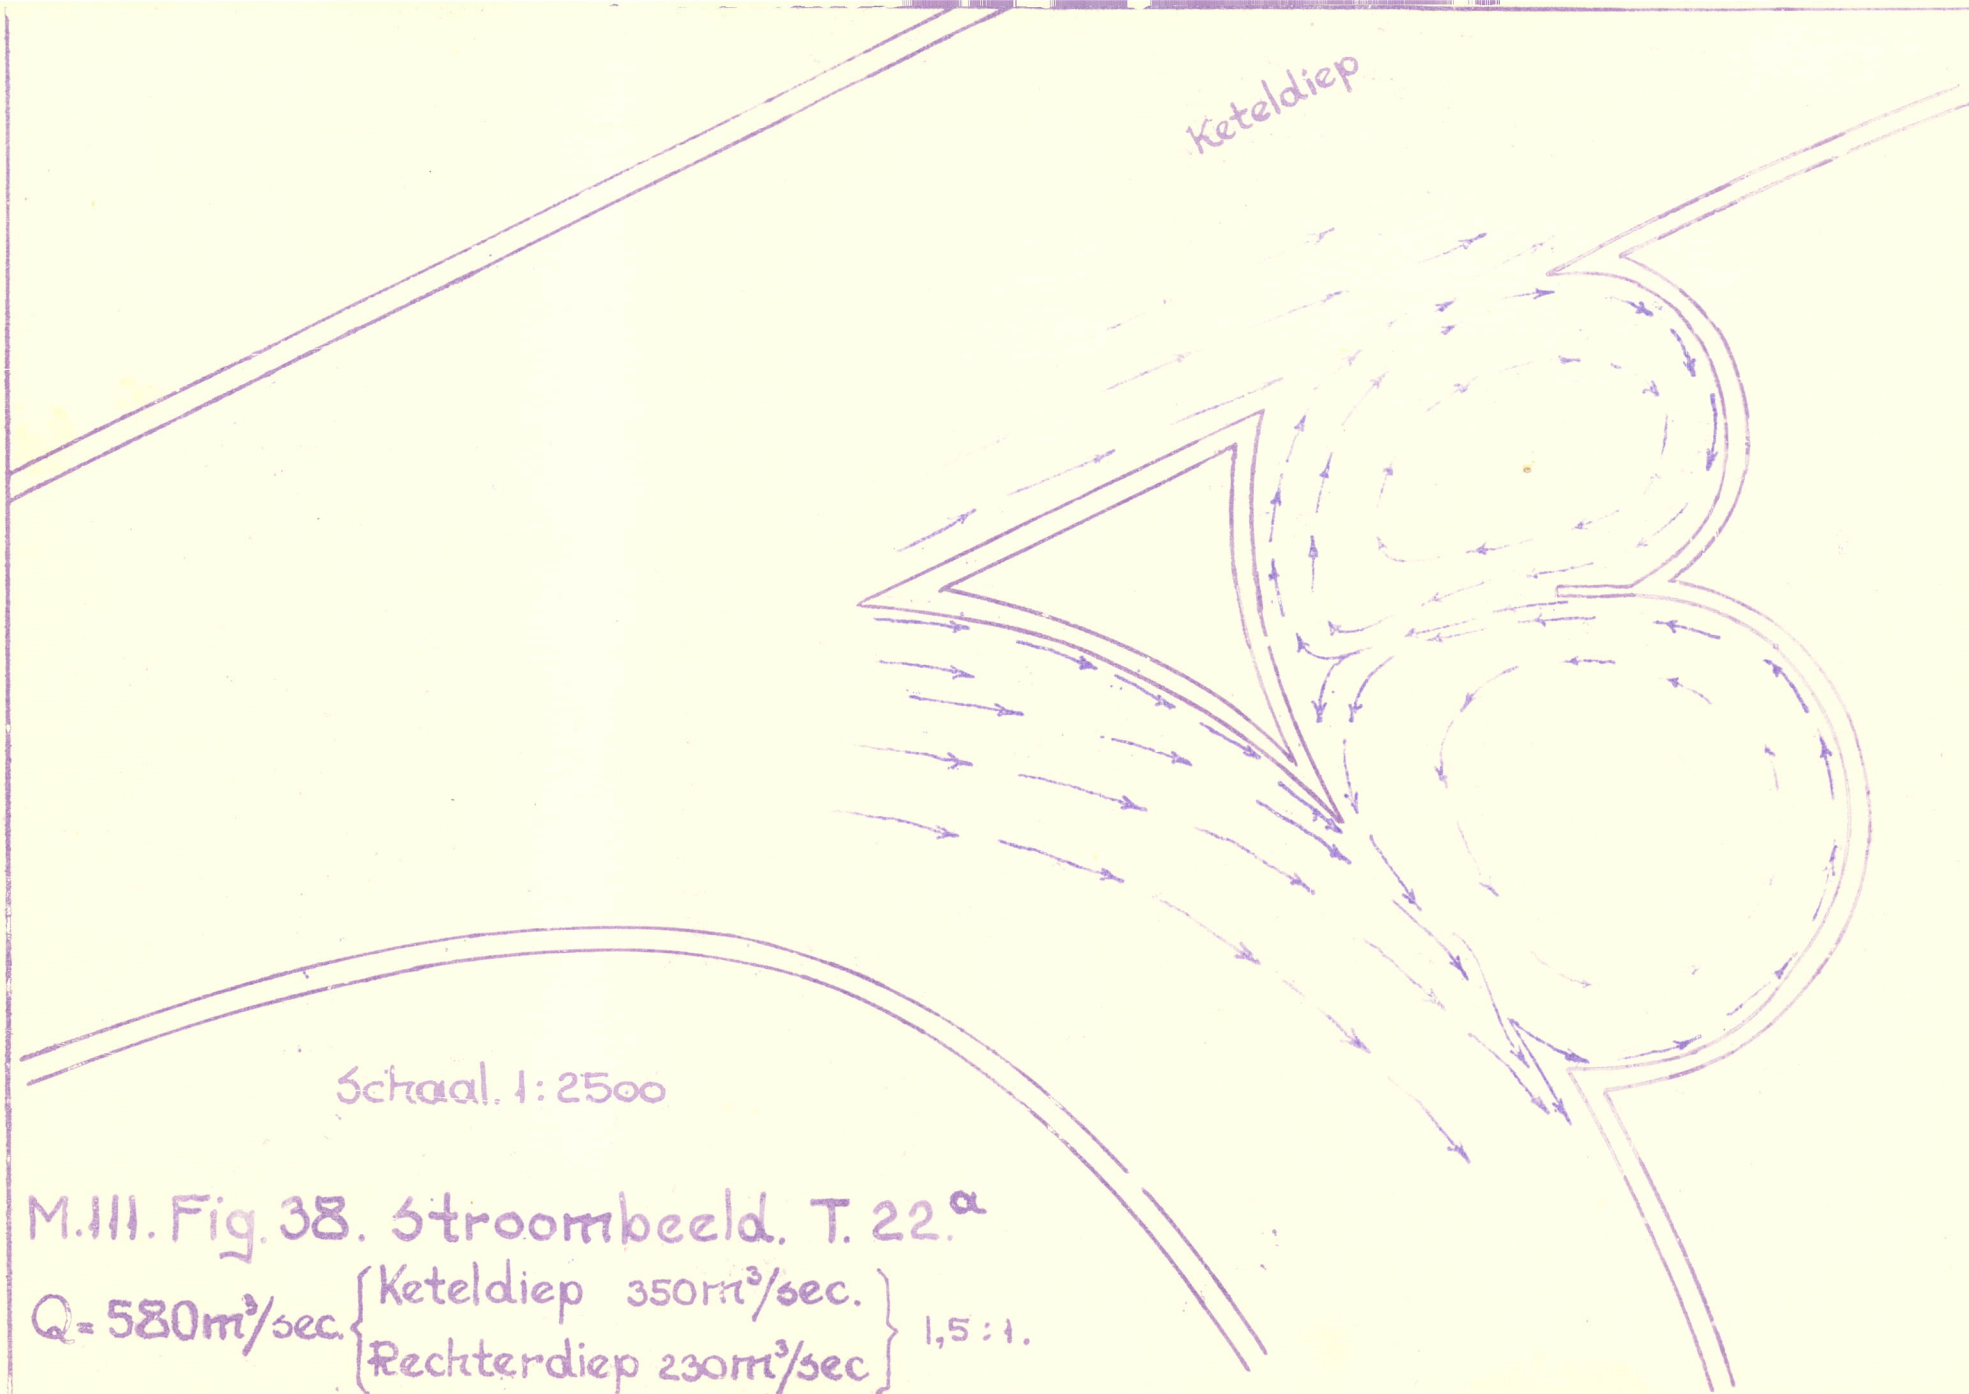 Keteldiep
Schaal. 1:2500
M.III. Fig. 38. Stroombeeld. T. 22.a
Q= 580m³/sec. { Keteldiep 350m³/sec. } 1,5 : 1.
Rechterdiep 230m³/sec